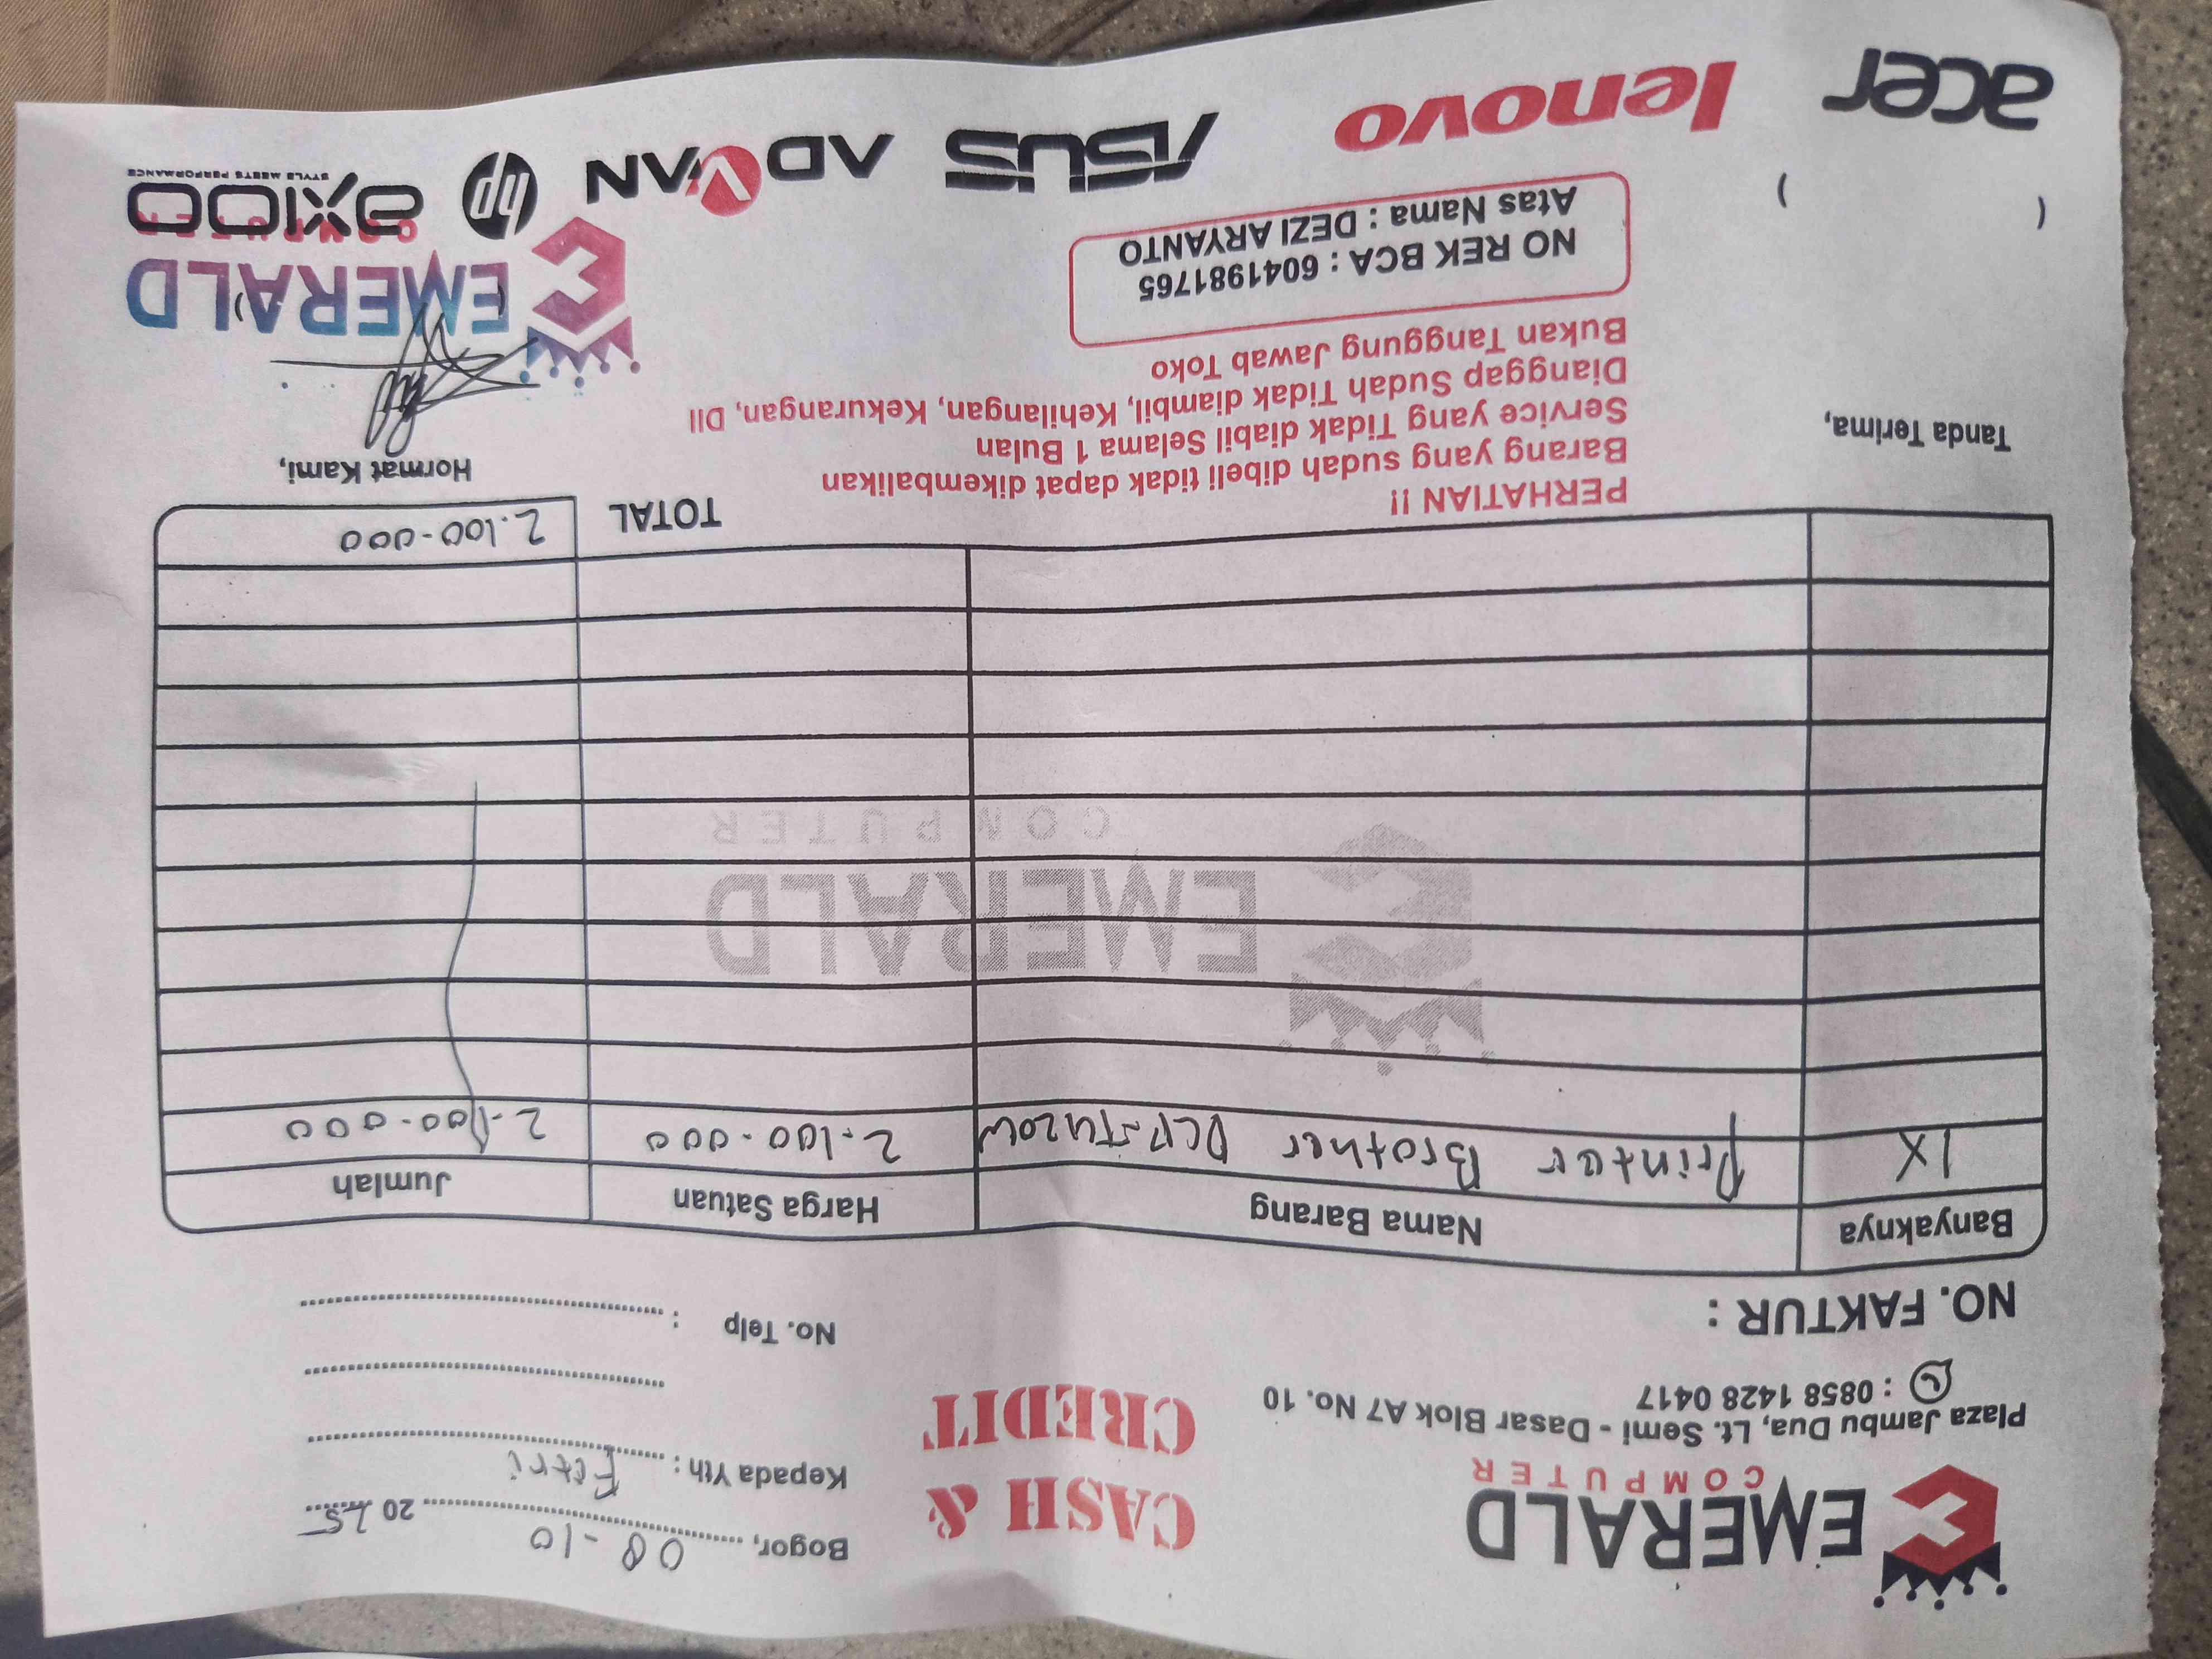 EMERALD
COMPUTER
Plaza Jambu Dua, Lt. Semi - Dasar Blok A7 No. 10
: 0858 1428 0417
NO. FAKTUR :
CASH &
CREDIT
Bogor, 08-10 2025
Kepada Yth : Fitri
No. Telp :
Banyaknya Nama Barang Harga Satuan Jumlah
1X Printer Brother 2.100.000 2.100.000
EMERALD
COMPUTER
TOTAL 2.100.000
PERHATIAN !!
Barang yang sudah dibeli tidak dapat dikembalikan
Service yang Tidak diabil Selama 1 Bulan
Dianggap Sudah Tidak diambil, Kehilangan, Kekurangan, Dll
Bukan Tanggung Jawab Toko
NO REK BCA : 6041981765
Atas Nama : DEZI ARYANTO
Tanda Terima,
( )
Hormat Kami,
EMERALD
COMPUTER
acer lenovo ASUS ADVAN hp axioo
STYLE MEETS PERFORMANCE